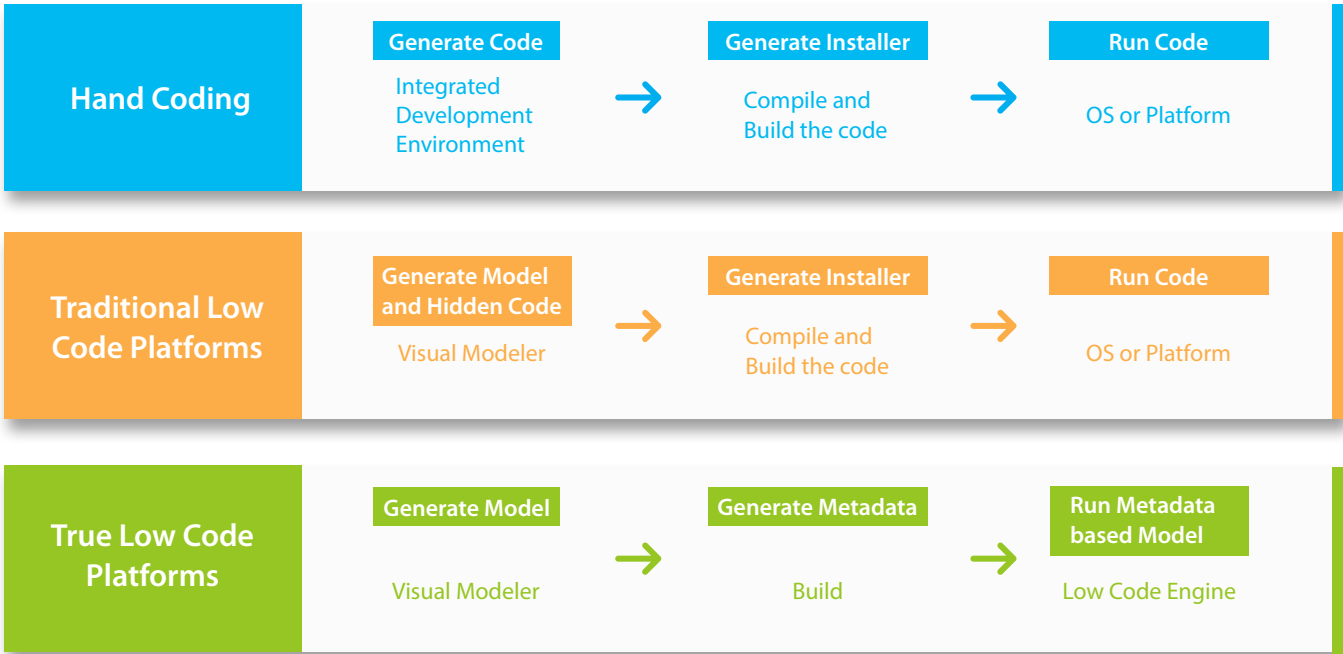 Hand Coding
Generate Code
Integrated
Development
Environment
Generate Installer
Compile and
Build the code
Run Code
OS or Platform
Traditional Low
Code Platforms
Generate Model
and Hidden Code
Visual Modeler
Generate Installer
Compile and
Build the code
Run Code
OS or Platform
True Low Code
Platforms
Generate Model
Visual Modeler
Generate Metadata
Build
Run Metadata
based Model
Low Code Engine